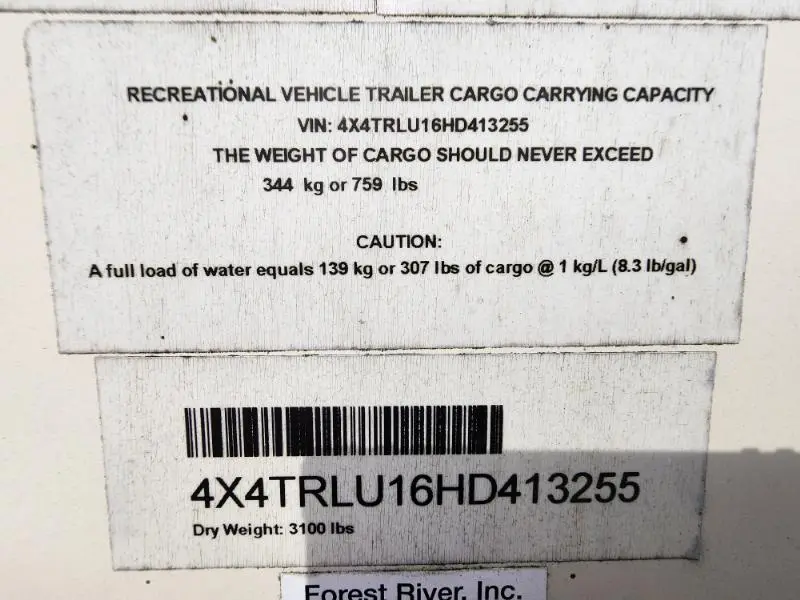 RECREATIONAL VEHICLE TRAILER CARGO CARRYING CAPACITY
VIN: 4X4TRLU16HD413255
THE WEIGHT OF CARGO SHOULD NEVER EXCEED
344 kg or 759 lbs
CAUTION:
A full load of water equals 139 kg or 307 lbs of cargo @ 1 kg/L (8.3 lb/gal)
4X4TRLU16HD413255
Dry Weight: 3100 lbs
Forest River, Inc.